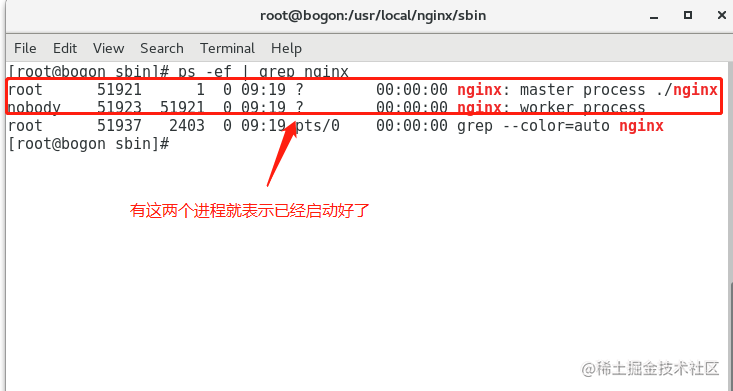 root@bogon:/usr/local/nginx/sbin
File Edit View Search Terminal Help
[root@bogon sbin]# ps -ef | grep nginx
root 51921 1 0 09:19 ? 00:00:00 nginx: master process ./nginx
nobody 51923 51921 0 09:19 ? 00:00:00 nginx: worker process
root 51937 2403 0 09:19 pts/0 00:00:00 grep --color=auto nginx
[root@bogon sbin]#
有这两个进程就表示已经启动好了
@稀土掘金技术社区